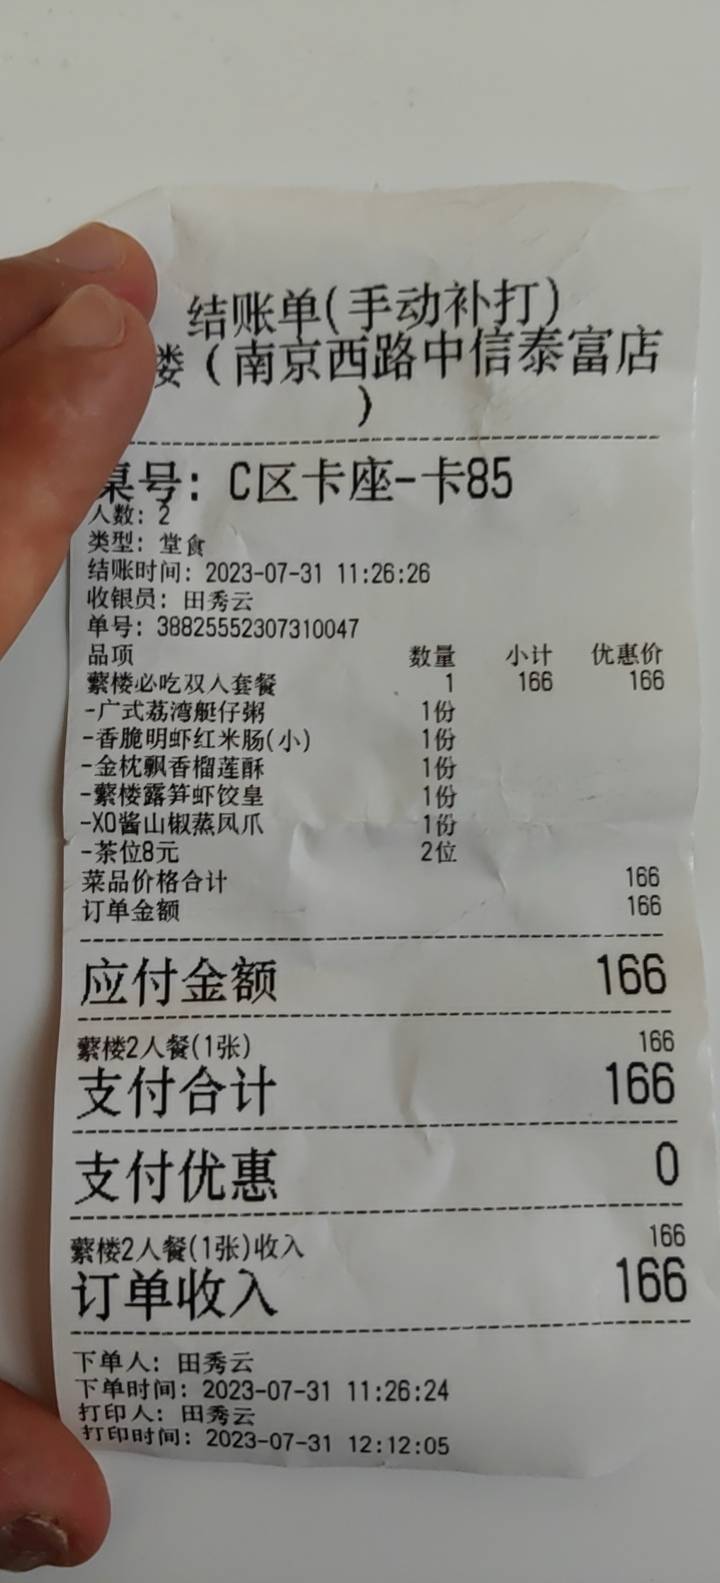 结账单(手动补打)
楼(南京西路中信泰富店
)
桌号: C区卡座-卡85
人数: 2
类型: 堂食
结账时间: 2023-07-31 11:26:26
收银员: 田秀云
单号: 38825552307310047
品项 数量 小计 优惠价
蘩楼必吃双人套餐 1 166 166
-广式荔湾艇仔粥 1份
-香脆明虾红米肠(小) 1份
-金枕飘香榴莲酥 1份
-蘩楼露笋虾饺皇 1份
-XO酱山椒蒸凤爪 1份
-茶位8元 2位
菜品价格合计 166
订单金额 166
应付金额 166
蘩楼2人餐(1张) 166
支付合计 166
支付优惠 0
蘩楼2人餐(1张)收入 166
订单收入 166
下单人: 田秀云
下单时间: 2023-07-31 11:26:24
打印人: 田秀云
打印时间: 2023-07-31 12:12:05